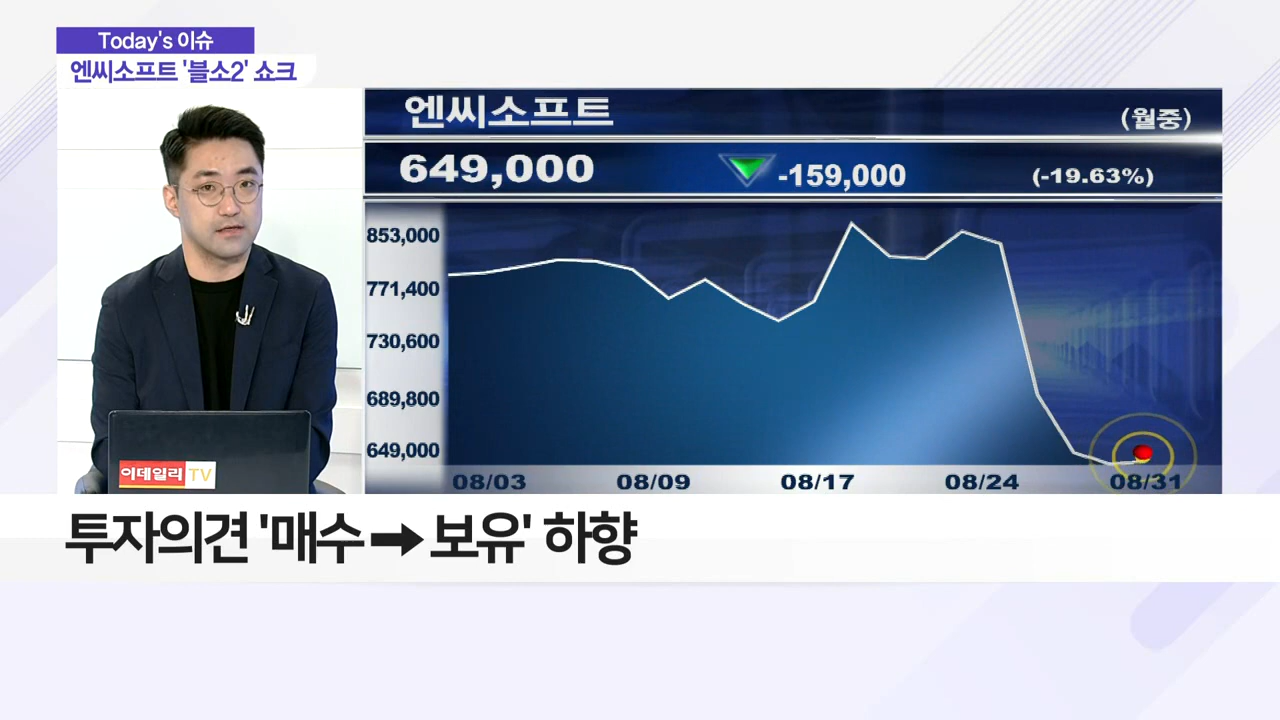 Today's 이슈
엔씨소프트 '블소2' 쇼크
엔씨소프트 (월중)
649,000 ▼ -159,000 (-19.63%)
853,000
771,400
730,600
689,800
649,000
08/03 08/09 08/17 08/24 08/31
이데일리 TV
투자의견 '매수➡보유' 하향